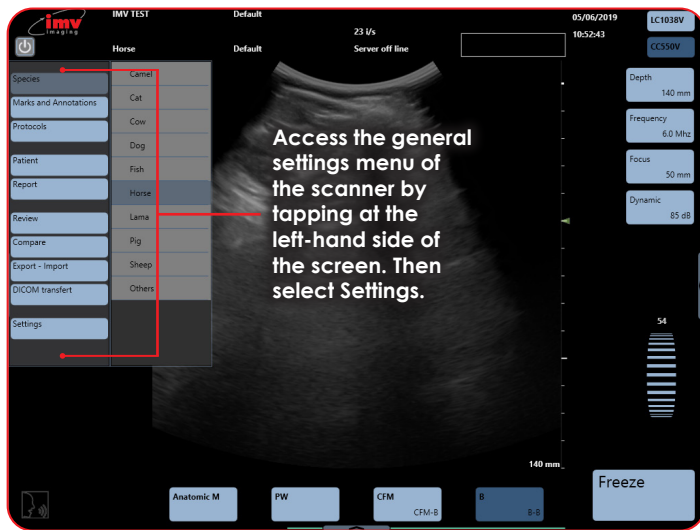 imv
imaging
IMV TEST
Default
23 i/s
05/06/2019
10:52:43
Horse
Default
Server off line
LC1038V
CC550V
Species
Marks and Annotations
Protocols
Patient
Report
Review
Compare
Export - Import
DICOM transfert
Settings
Camel
Cat
Cow
Dog
Fish
Horse
Lama
Pig
Sheep
Others
Access the general
settings menu of
the scanner by
tapping at the
left-hand side of
the screen. Then
select Settings.
Depth
140 mm
Frequency
6.0 Mhz
Focus
50 mm
Dynamic
85 dB
54
140 mm
Anatomic M
PW
CFM
CFM-B
B
B-B
Freeze